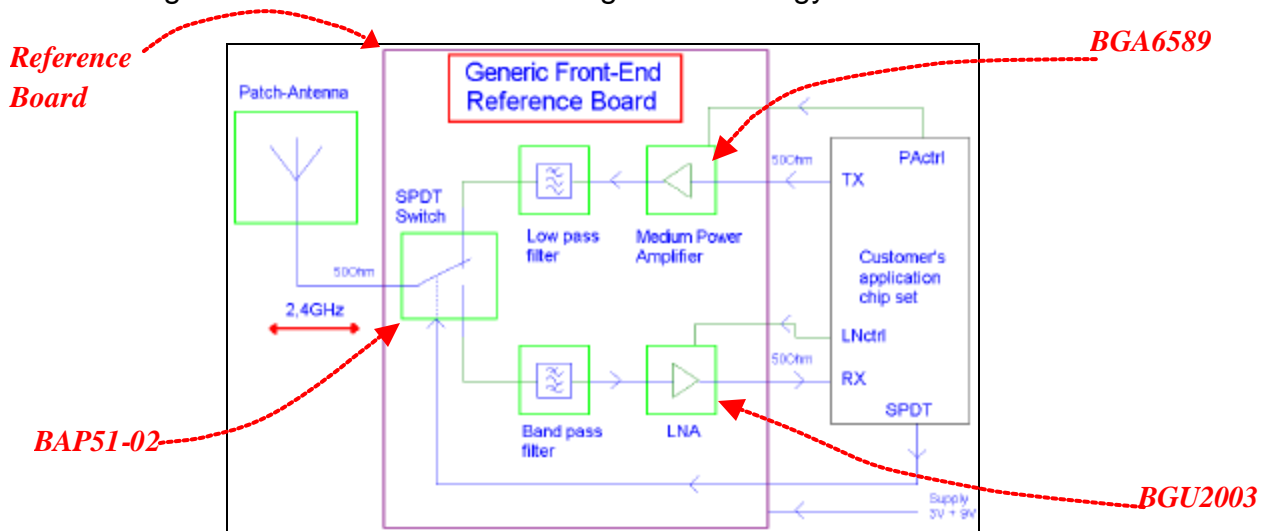 Reference
Board
BGA6589
Generic Front-End
Reference Board
Patch-Antenna
PActrl
50Ohm
TX
SPDT
Switch
Low pass
filter
Medium Power
Amplifier
50Ohm
Customer's
application
chip set
2,4GHz
LNctrl
50Ohm
RX
SPDT
Band pass
filter
LNA
BAP51-02
BGU2003
Supply
3V + 9V